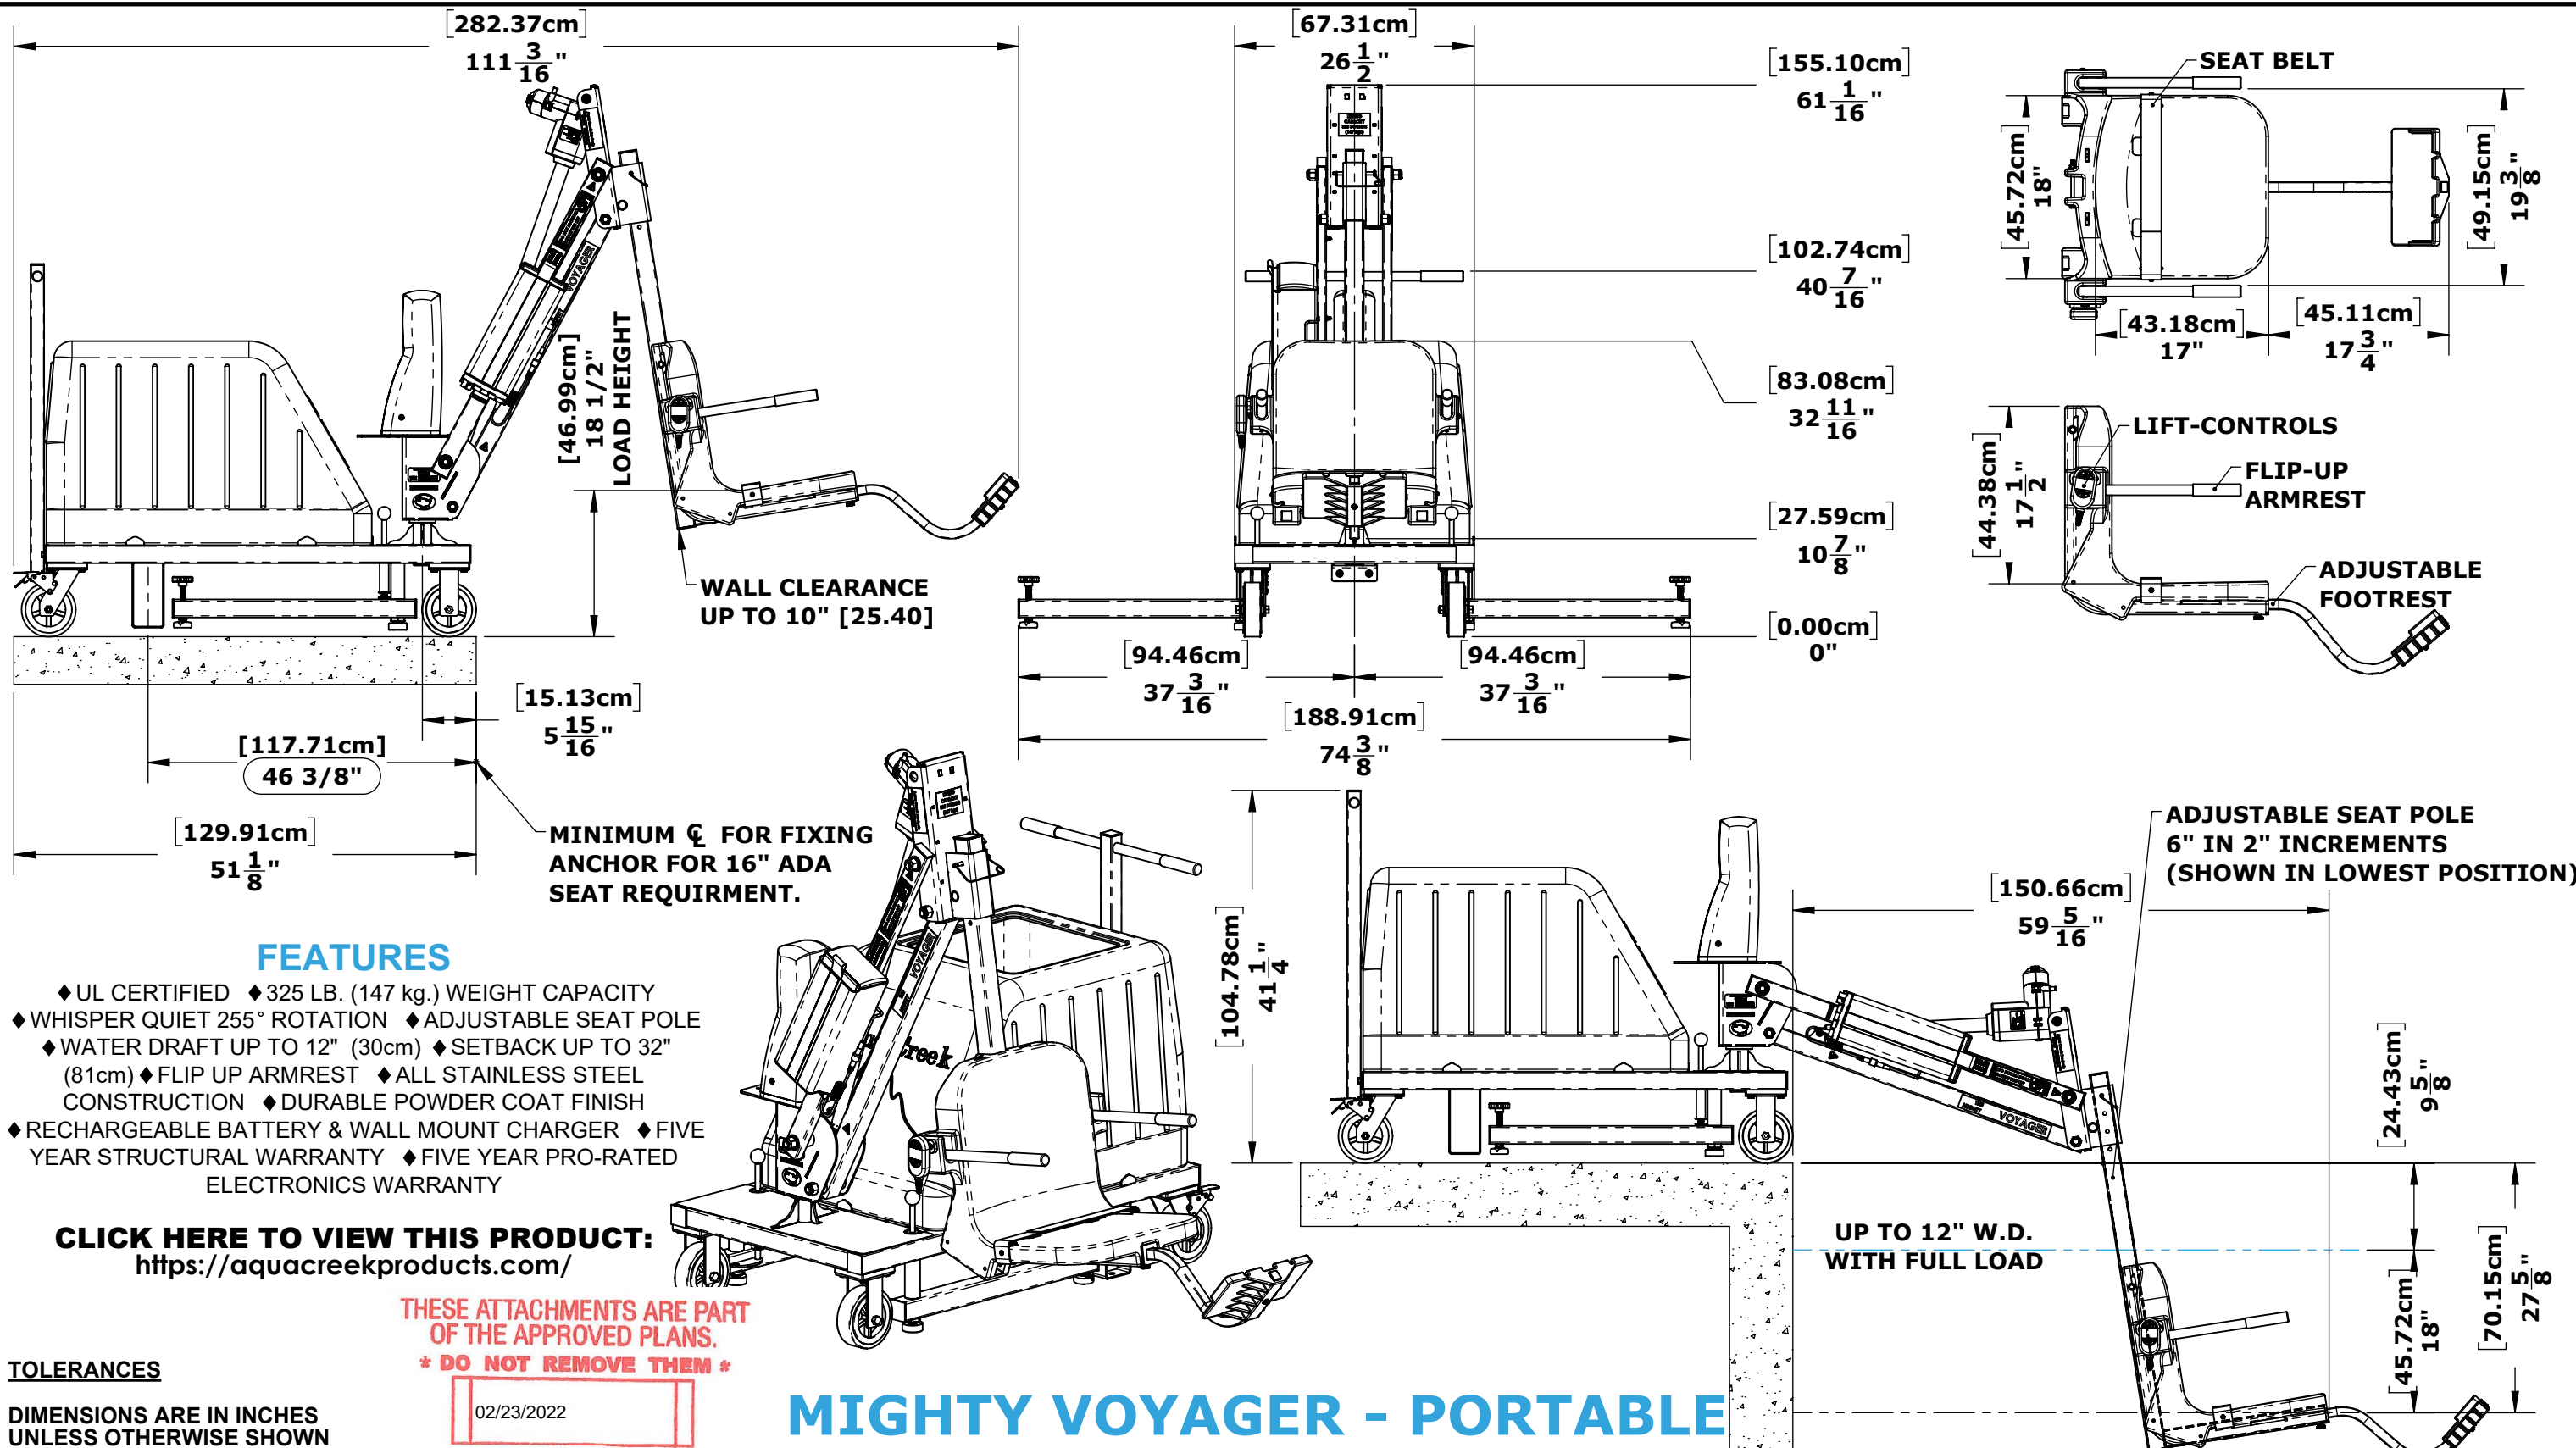 [282.37cm]
111 3/16"
[67.31cm]
26 1/2"
[155.10cm]
61 1/16"
[102.74cm]
40 7/16"
[83.08cm]
32 11/16"
[27.59cm]
10 7/8"
[0.00cm]
0"
SEAT BELT
[45.72cm]
18"
[49.15cm]
19 3/8"
[43.18cm]
17"
[45.11cm]
17 3/4"
LIFT-CONTROLS
FLIP-UP
ARMREST
[44.38cm]
17 1/2"
ADJUSTABLE
FOOTREST
VOYAGER
[46.99cm]
18 1/2"
LOAD HEIGHT
WALL CLEARANCE
UP TO 10" [25.40]
[94.46cm]
37 3/16"
[94.46cm]
37 3/16"
[188.91cm]
74 3/8"
[15.13cm]
5 15/16"
[117.71cm]
46 3/8"
[129.91cm]
51 1/8"
MINIMUM ℄ FOR FIXING
ANCHOR FOR 16" ADA
SEAT REQUIRMENT.
VOYAGER
Creek
[104.78cm]
41 1/4"
ADJUSTABLE SEAT POLE
6" IN 2" INCREMENTS
(SHOWN IN LOWEST POSITION)
[150.66cm]
59 5/16"
VOYAGER
[24.43cm]
9 5/8"
UP TO 12" W.D.
WITH FULL LOAD
[45.72cm]
18"
[70.15cm]
27 5/8"
FEATURES
♦UL CERTIFIED ♦325 LB. (147 kg.) WEIGHT CAPACITY
♦WHISPER QUIET 255° ROTATION ♦ADJUSTABLE SEAT POLE
♦WATER DRAFT UP TO 12" (30cm) ♦SETBACK UP TO 32"
(81cm)♦FLIP UP ARMREST ♦ALL STAINLESS STEEL
CONSTRUCTION ♦DURABLE POWDER COAT FINISH
♦RECHARGEABLE BATTERY & WALL MOUNT CHARGER ♦FIVE
YEAR STRUCTURAL WARRANTY ♦FIVE YEAR PRO-RATED
ELECTRONICS WARRANTY
CLICK HERE TO VIEW THIS PRODUCT:
https://aquacreekproducts.com/
THESE ATTACHMENTS ARE PART
OF THE APPROVED PLANS.
* DO NOT REMOVE THEM *
02/23/2022
TOLERANCES
DIMENSIONS ARE IN INCHES
UNLESS OTHERWISE SHOWN
MIGHTY VOYAGER - PORTABLE